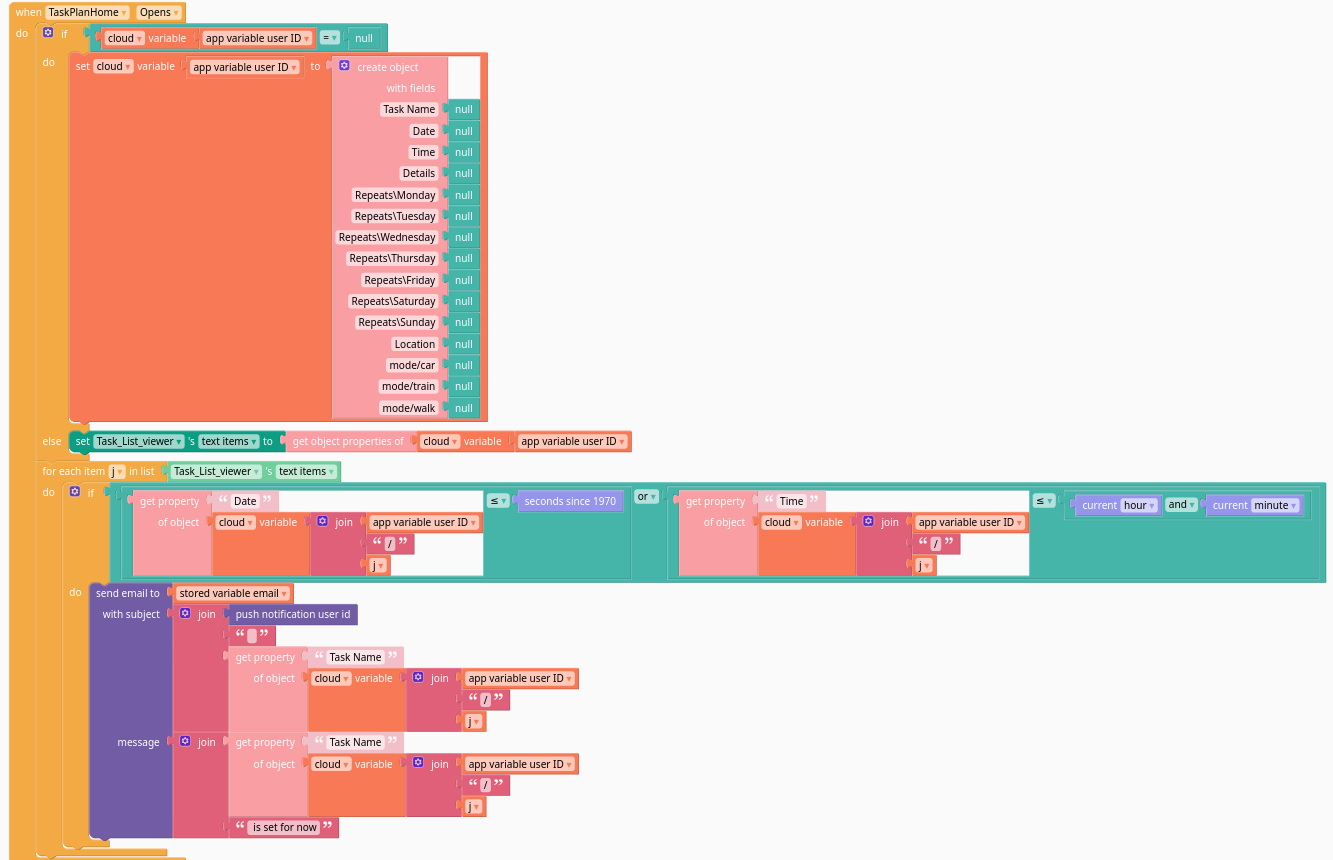 when TaskPlanHome Opens
do if cloud variable app variable user ID = null
do set cloud variable app variable user ID to create object
with fields
Task Name null
Date null
Time null
Details null
Repeats\Monday null
Repeats\Tuesday null
Repeats\Wednesday null
Repeats\Thursday null
Repeats\Friday null
Repeats\Saturday null
Repeats\Sunday null
Location null
mode/car null
mode/train null
mode/walk null
else set Task_List_viewer 's text items to get object properties of cloud variable app variable user ID
for each item j in list Task_List_viewer 's text items
do if get property “ Date ” ≤ seconds since 1970 or get property “ Time ” ≤ current hour and current minute
of object cloud variable join app variable user ID of object cloud variable join app variable user ID
“ / ” “ / ”
j j
do send email to stored variable email
with subject join push notification user id
“ ”
get property “ Task Name ”
of object cloud variable join app variable user ID
“ / ”
j
message join get property “ Task Name ”
of object cloud variable join app variable user ID
“ / ”
j
“ is set for now ”